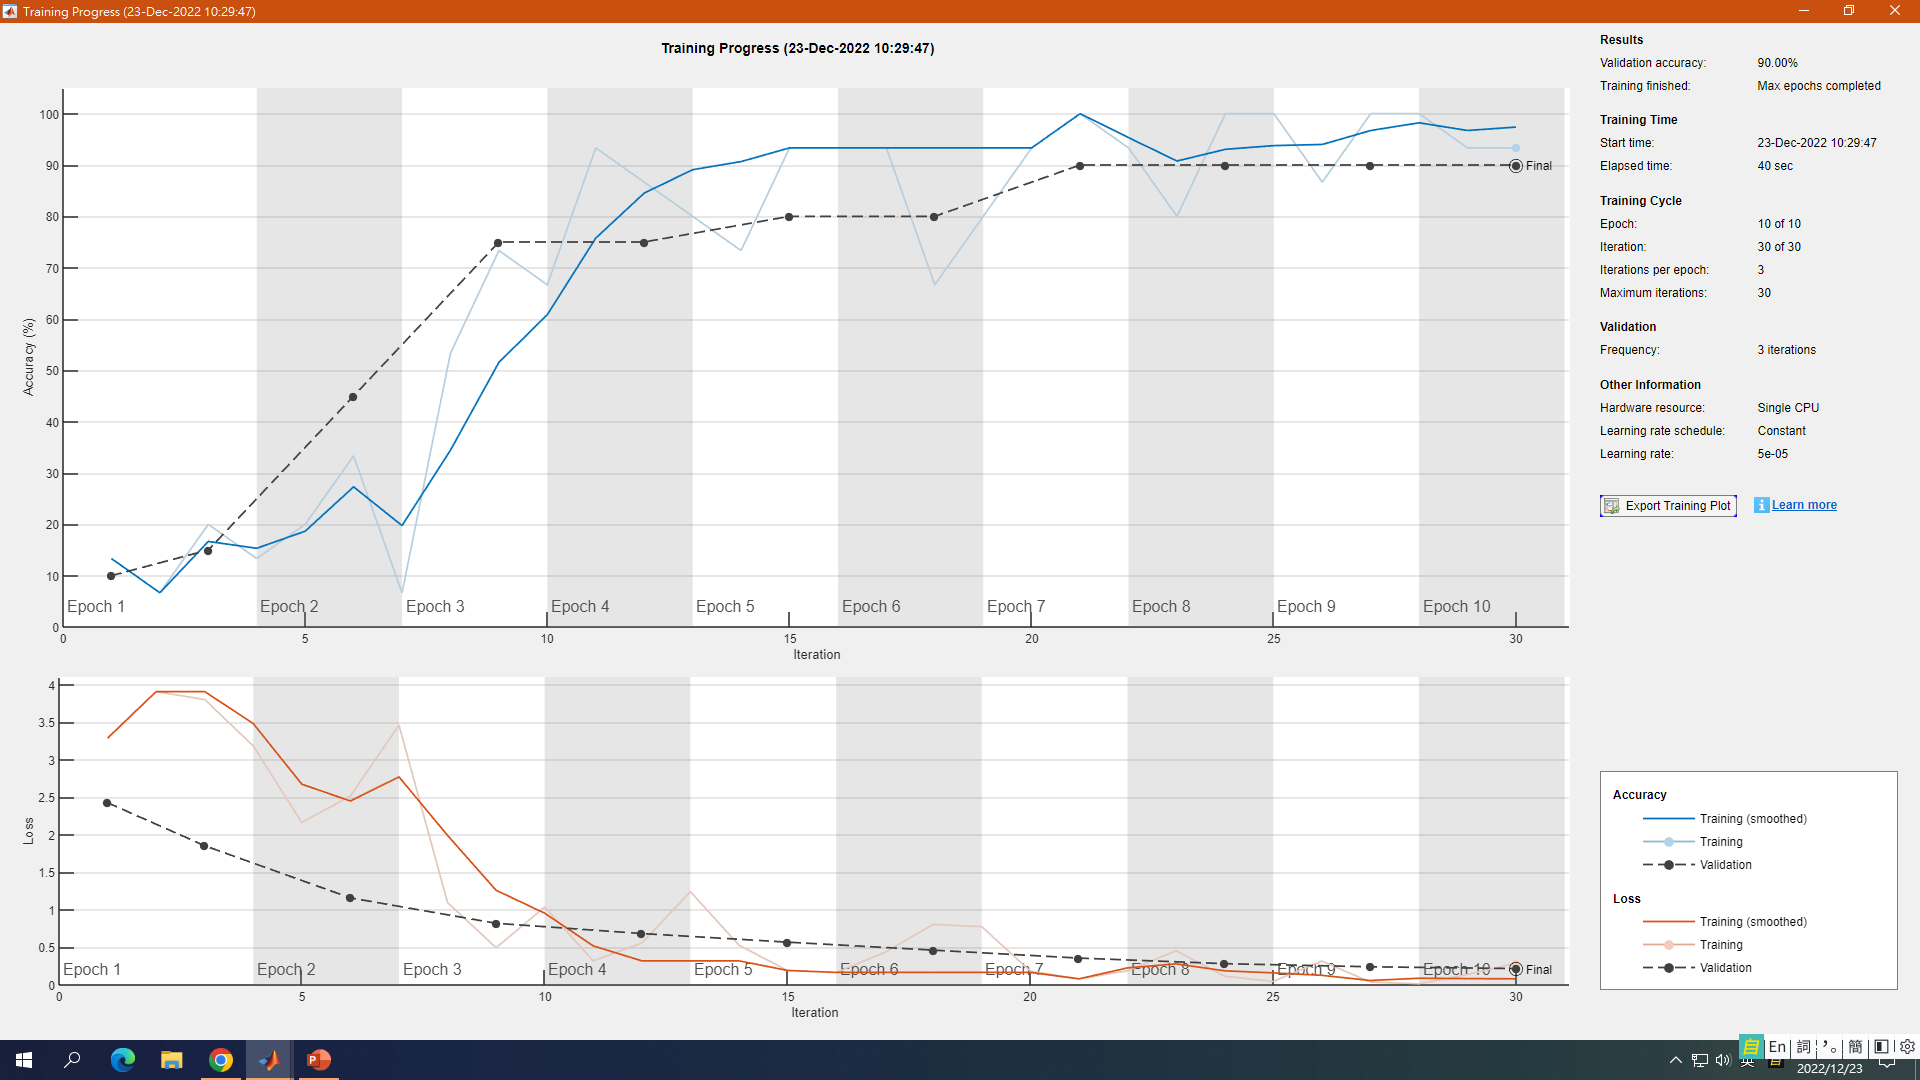 Training Progress (23-Dec-2022 10:29:47)
Training Progress (23-Dec-2022 10:29:47)
Accuracy (%)
100
90
80
70
60
50
40
30
20
10
0
Final
Epoch 1 Epoch 2 Epoch 3 Epoch 4 Epoch 5 Epoch 6 Epoch 7 Epoch 8 Epoch 9 Epoch 10
0 5 10 15 20 25 30
Iteration
Loss
4
3.5
3
2.5
2
1.5
1
0.5
0
Final
Epoch 1 Epoch 2 Epoch 3 Epoch 4 Epoch 5 Epoch 6 Epoch 7 Epoch 8 Epoch 9 Epoch 10
0 5 10 15 20 25 30
Iteration
Results
Validation accuracy: 90.00%
Training finished: Max epochs completed
Training Time
Start time: 23-Dec-2022 10:29:47
Elapsed time: 40 sec
Training Cycle
Epoch: 10 of 10
Iteration: 30 of 30
Iterations per epoch: 3
Maximum iterations: 30
Validation
Frequency: 3 iterations
Other Information
Hardware resource: Single CPU
Learning rate schedule: Constant
Learning rate: 5e-05
Export Training Plot
Learn more
Accuracy
Training (smoothed)
Training
Validation
Loss
Training (smoothed)
Training
Validation
自 En 詞 簡
2022/12/23